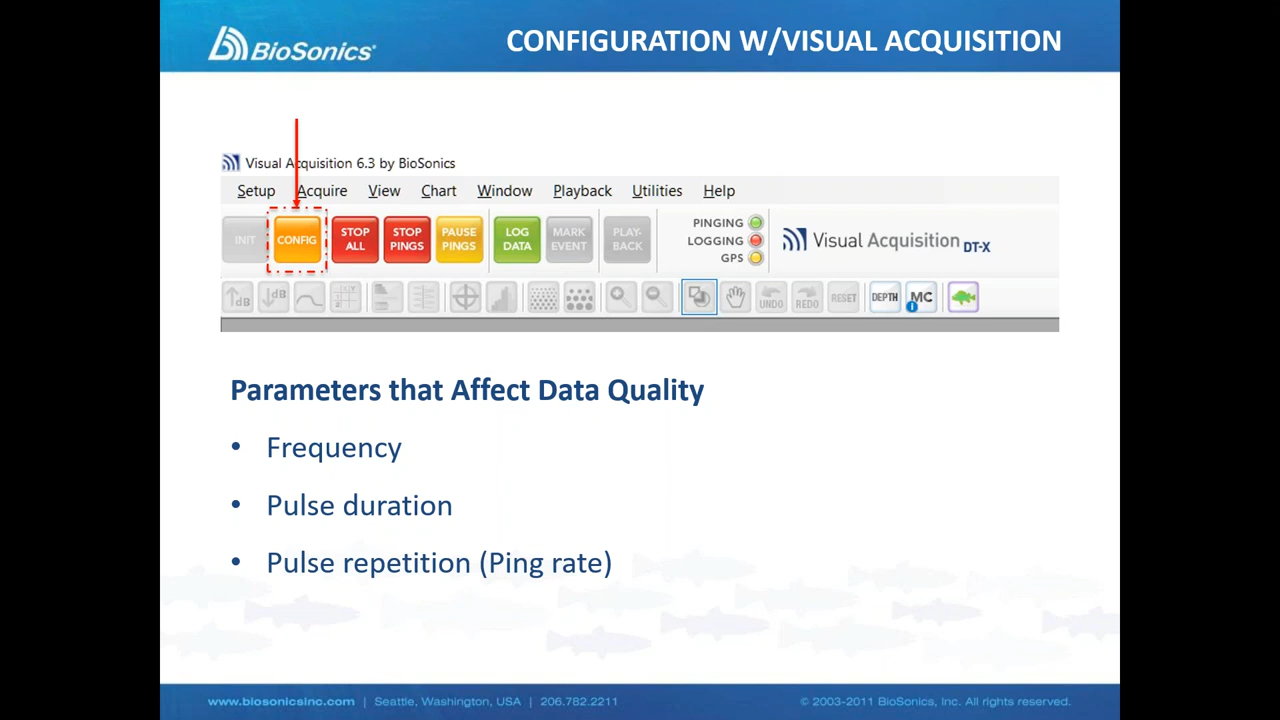 BioSonics
CONFIGURATION W/VISUAL ACQUISITION
Visual Acquisition 6.3 by BioSonics
Setup Acquire View Chart Window Playback Utilities Help
INIT
CONFIG
STOP
ALL
STOP
PINGS
PAUSE
PINGS
LOG
DATA
MARK
EVENT
PLAY-
BACK
PINGING
LOGGING
GPS
Visual Acquisition DT-X
dB
dB
UNDO
REDO
RESET
DEPTH
MC
Parameters that Affect Data Quality
• Frequency
• Pulse duration
• Pulse repetition (Ping rate)
www.biosonicsinc.com | Seattle, Washington, USA | 206.782.2211
© 2003-2011 BioSonics, Inc. All rights reserved.